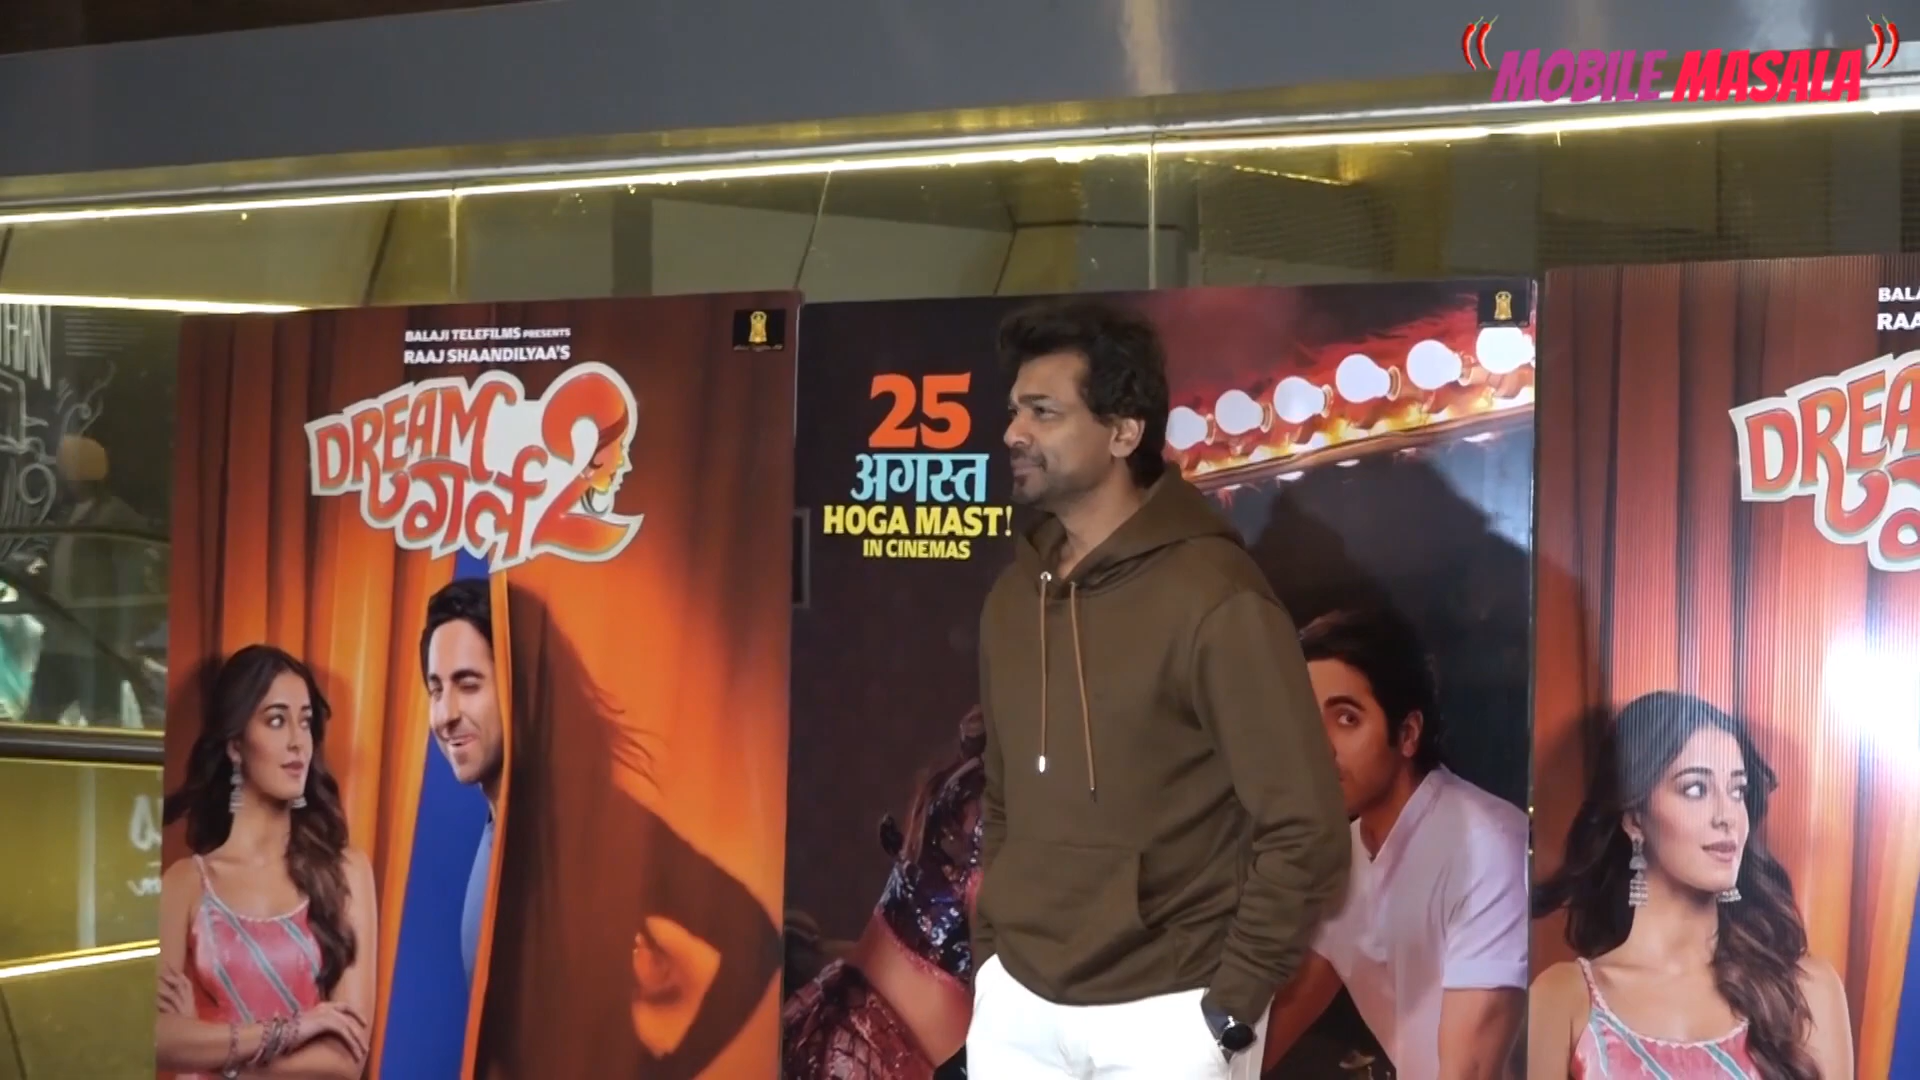 MOBILE MASALA
BALAJI TELEFILMS PRESENTS
RAAJ SHAANDILYAA'S
DREAM
गर्ल 2
25
अगस्त
HOGA MAST!
IN CINEMAS
BALA
RAA
DREA
HAN